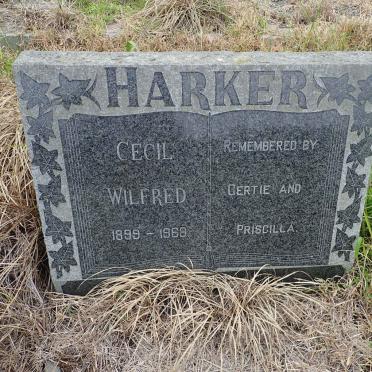 HARKER
CECIL
WILFRED
1899 - 1969
REMEMBERED BY
GERTIE AND
PRISCILLA.